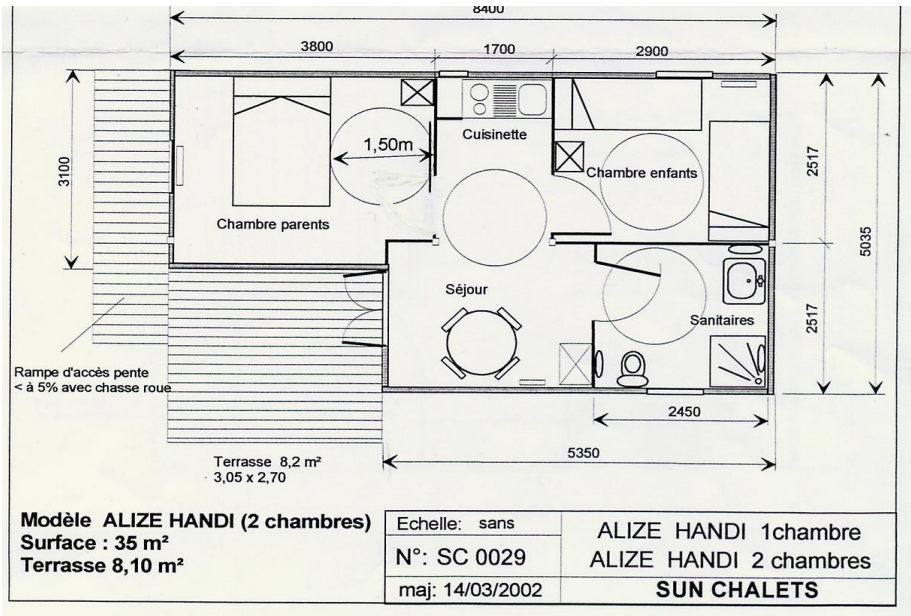 8400
3800
1700
2900
3100
1,50m
Cuisinette
Chambre enfants
Chambre parents
2517
5035
Séjour
Sanitaires
2517
Rampe d'accès pente
< à 5% avec chasse roue
2450
5350
Terrasse 8,2 m²
3,05 x 2,70
Modèle ALIZE HANDI (2 chambres)
Surface : 35 m²
Terrasse 8,10 m²
Echelle: sans
N°: SC 0029
maj: 14/03/2002
ALIZE HANDI 1chambre
ALIZE HANDI 2 chambres
SUN CHALETS